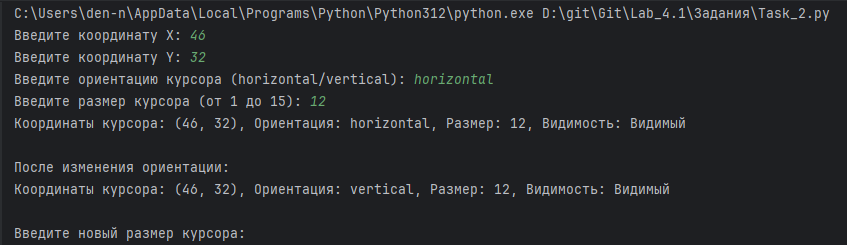 C:\Users\den-n\AppData\Local\Programs\Python\Python312\python.exe D:\git\Git\Lab_4.1\Задания\Task_2.py
Введите координату X: 46
Введите координату Y: 32
Введите ориентацию курсора (horizontal/vertical): horizontal
Введите размер курсора (от 1 до 15): 12
Координаты курсора: (46, 32), Ориентация: horizontal, Размер: 12, Видимость: Видимый
После изменения ориентации:
Координаты курсора: (46, 32), Ориентация: vertical, Размер: 12, Видимость: Видимый
Введите новый размер курсора: